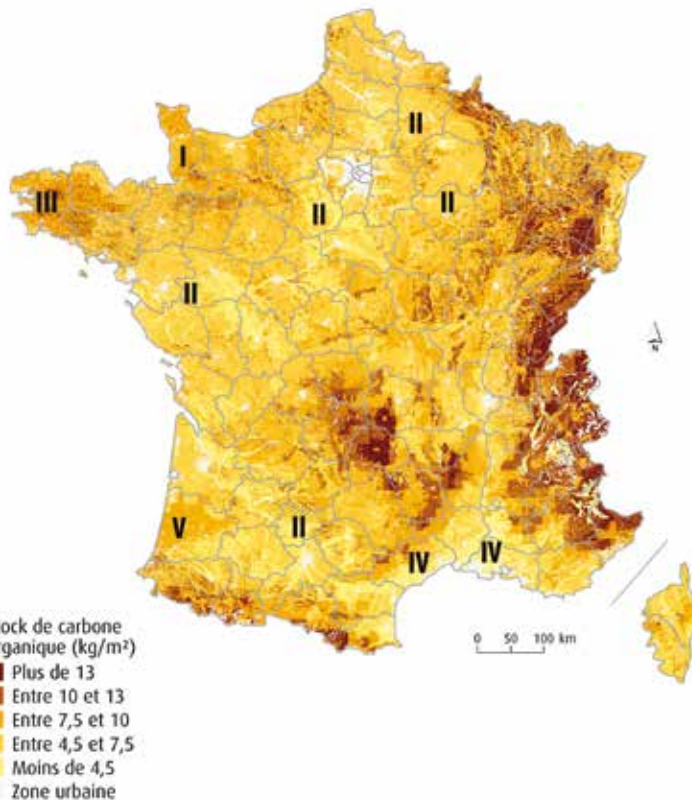 II
I
III
II
II
II
N
V
II
IV
IV
ock de carbone
rganique (kg/m²)
0 50 100 km
Plus de 13
Entre 10 et 13
Entre 7,5 et 10
Entre 4,5 et 7,5
Moins de 4,5
Zone urbaine